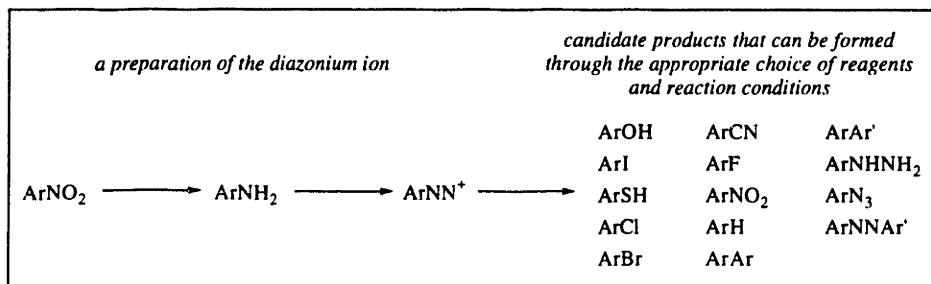 a preparation of the diazonium ion
candidate products that can be formed
through the appropriate choice of reagents
and reaction conditions
ArNO₂ ⟶ ArNH₂ ⟶ ArNN⁺ ⟶
ArOH ArCN ArAr'
ArI ArF ArNHNH₂
ArSH ArNO₂ ArN₃
ArCl ArH ArNNAr'
ArBr ArAr